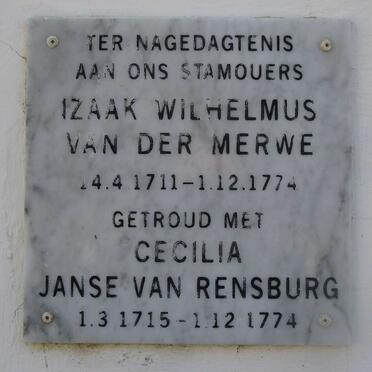 TER NAGEDAGTENIS
AAN ONS STAMOUERS
IZAAK WILHELMUS
VAN DER MERWE
14.4 1711-1.12.1774
GETROUD MET
CECILIA
JANSE VAN RENSBURG
1.3 1715-1.12 1774